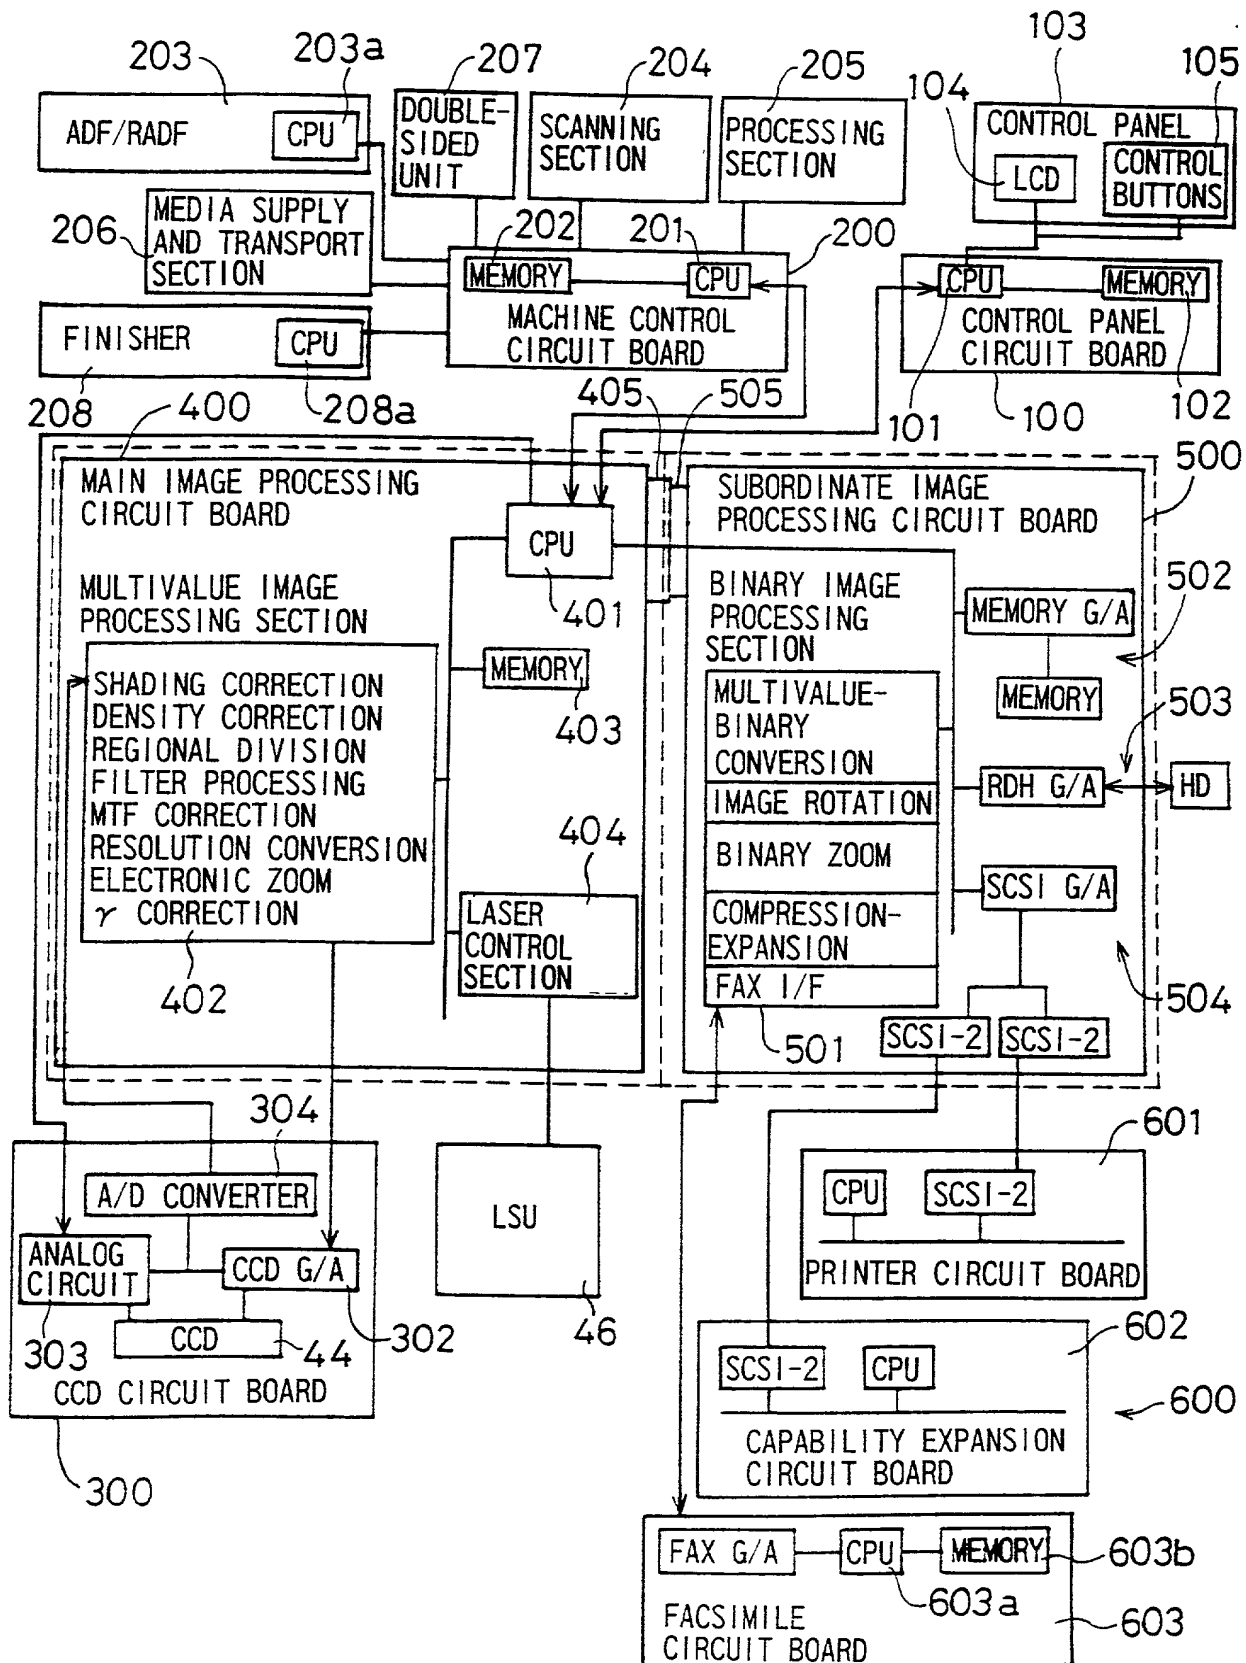 203
203a
207
204
205
103
105
104
ADF/RADF
CPU
DOUBLE-
SIDED
UNIT
SCANNING
SECTION
PROCESSING
SECTION
CONTROL PANEL
LCD
CONTROL
BUTTONS
206
MEDIA SUPPLY
AND TRANSPORT
SECTION
202
201
200
MEMORY
CPU
MACHINE CONTROL
CIRCUIT BOARD
CPU
MEMORY
CONTROL PANEL
CIRCUIT BOARD
FINISHER
CPU
208
400
208a
405
505
101
100
102
500
MAIN IMAGE PROCESSING
CIRCUIT BOARD
CPU
401
SUBORDINATE IMAGE
PROCESSING CIRCUIT BOARD
MULTIVALUE IMAGE
PROCESSING SECTION
SHADING CORRECTION
DENSITY CORRECTION
REGIONAL DIVISION
FILTER PROCESSING
MTF CORRECTION
RESOLUTION CONVERSION
ELECTRONIC ZOOM
γ CORRECTION
402
MEMORY
403
404
LASER
CONTROL
SECTION
BINARY IMAGE
PROCESSING
SECTION
MULTIVALUE-
BINARY
CONVERSION
IMAGE ROTATION
BINARY ZOOM
COMPRESSION-
EXPANSION
FAX I/F
501
MEMORY G/A
502
MEMORY
503
RDH G/A
HD
SCSI G/A
504
SCSI-2
SCSI-2
304
A/D CONVERTER
ANALOG
CIRCUIT
CCD G/A
303
CCD
44
302
CCD CIRCUIT BOARD
300
LSU
46
601
CPU
SCSI-2
PRINTER CIRCUIT BOARD
602
SCSI-2
CPU
600
CAPABILITY EXPANSION
CIRCUIT BOARD
FAX G/A
CPU
MEMORY
603b
603a
603
FACSIMILE
CIRCUIT BOARD